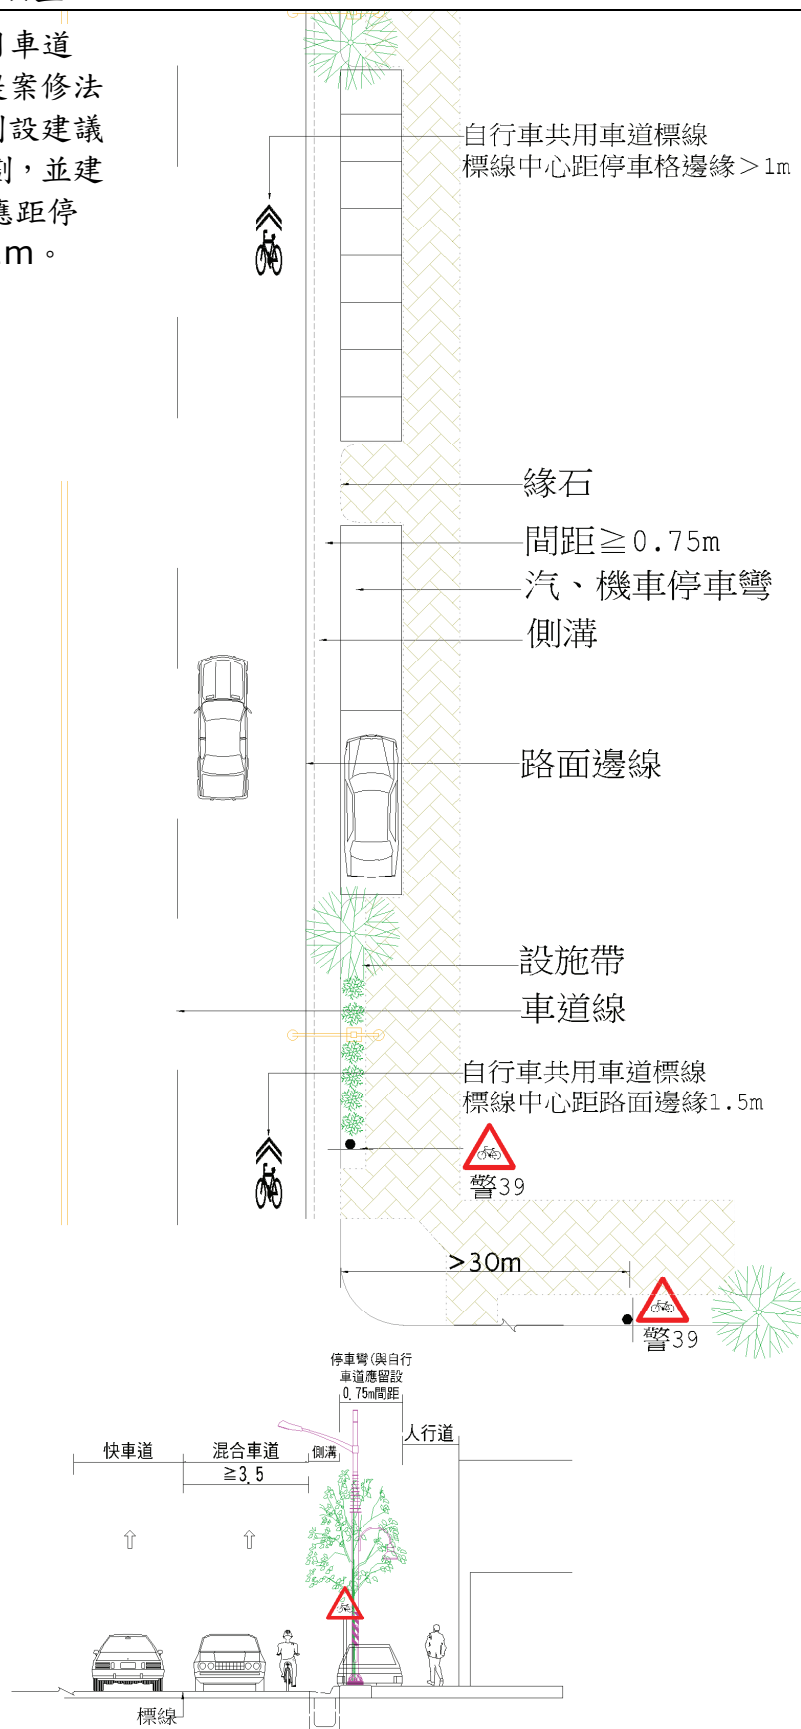 車道
案修法
設建議
，並建
應距停
m。
自行車共用車道標線
標線中心距停車格邊緣＞1m
緣石
間距≧0.75m
汽、機車停車彎
側溝
路面邊線
設施帶
車道線
自行車共用車道標線
標線中心距路面邊緣1.5m
警39
>30m
警39
停車彎(與自行
車道應留設
0.75m間距
人行道
快車道
混合車道
側溝
≧3.5
標線